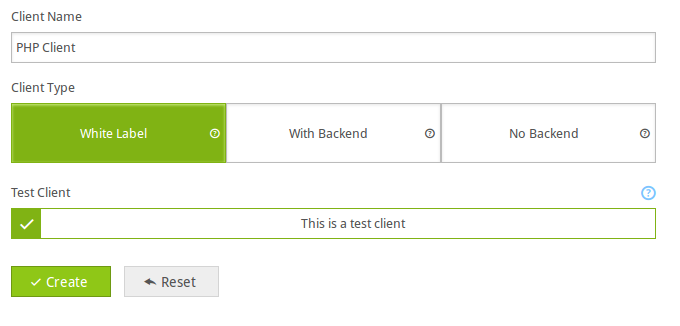 Client Name
PHP Client
Client Type
White Label
With Backend
No Backend
Test Client
This is a test client
Create
Reset